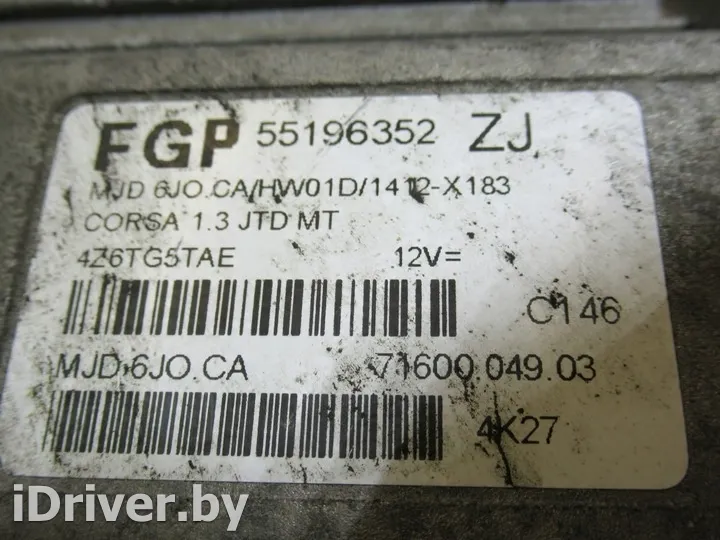 FGP 55196352 ZJ
MJD 6JO.CA/HW01D/1412-X183
CORSA 1.3 JTD MT
4Z6TG5TAE 12V=
C146
MJD 6JO.CA 71600.049.03
4K27
iDriver.by